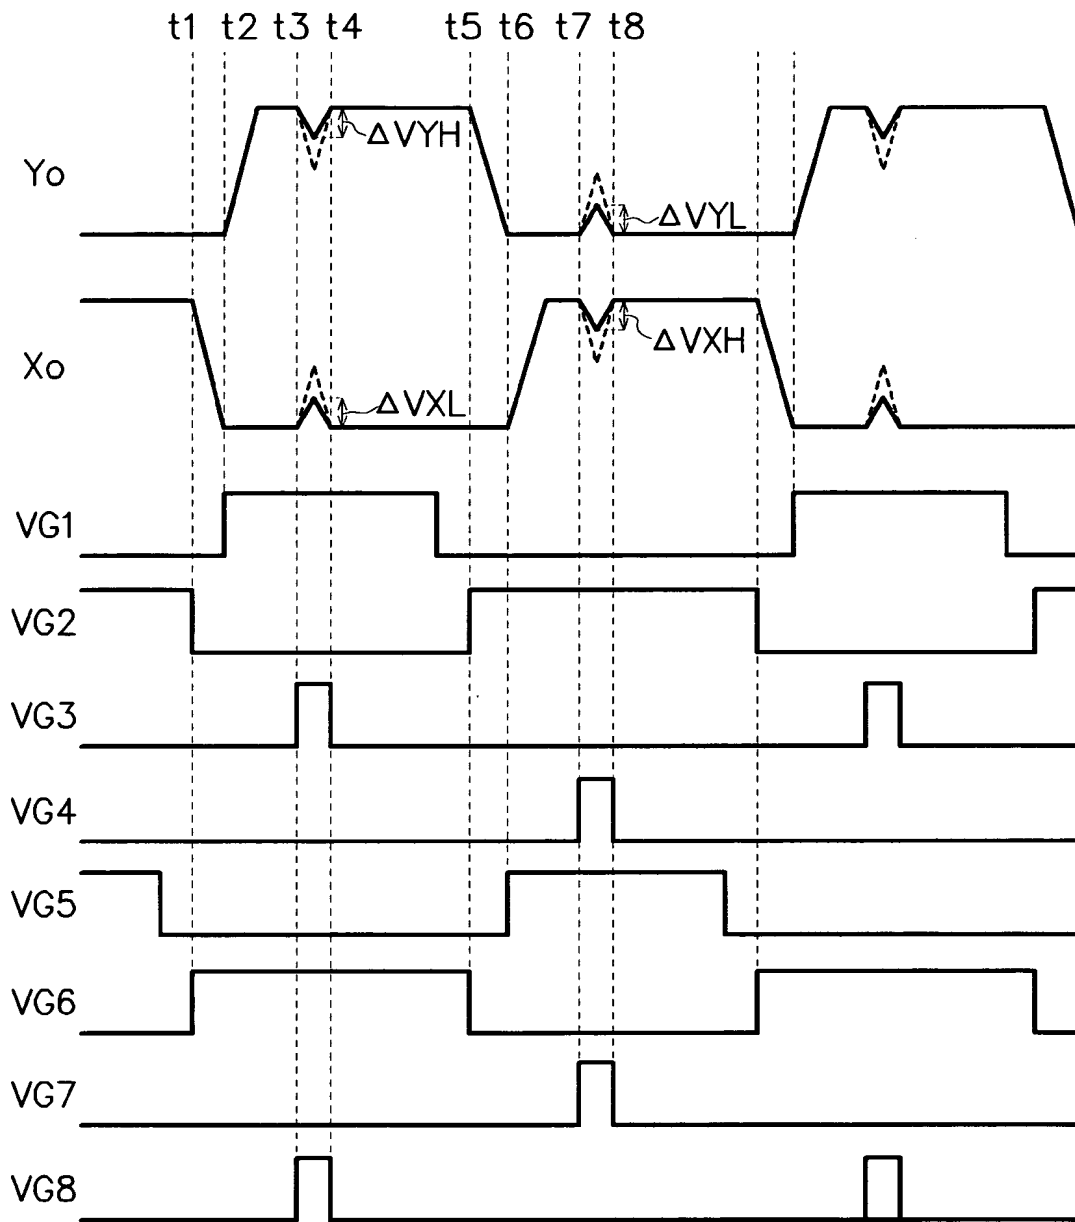 t1 t2 t3 t4 t5 t6 t7 t8
ΔVYH
Yo
ΔVYL
ΔVXH
Xo
ΔVXL
VG1
VG2
VG3
VG4
VG5
VG6
VG7
VG8